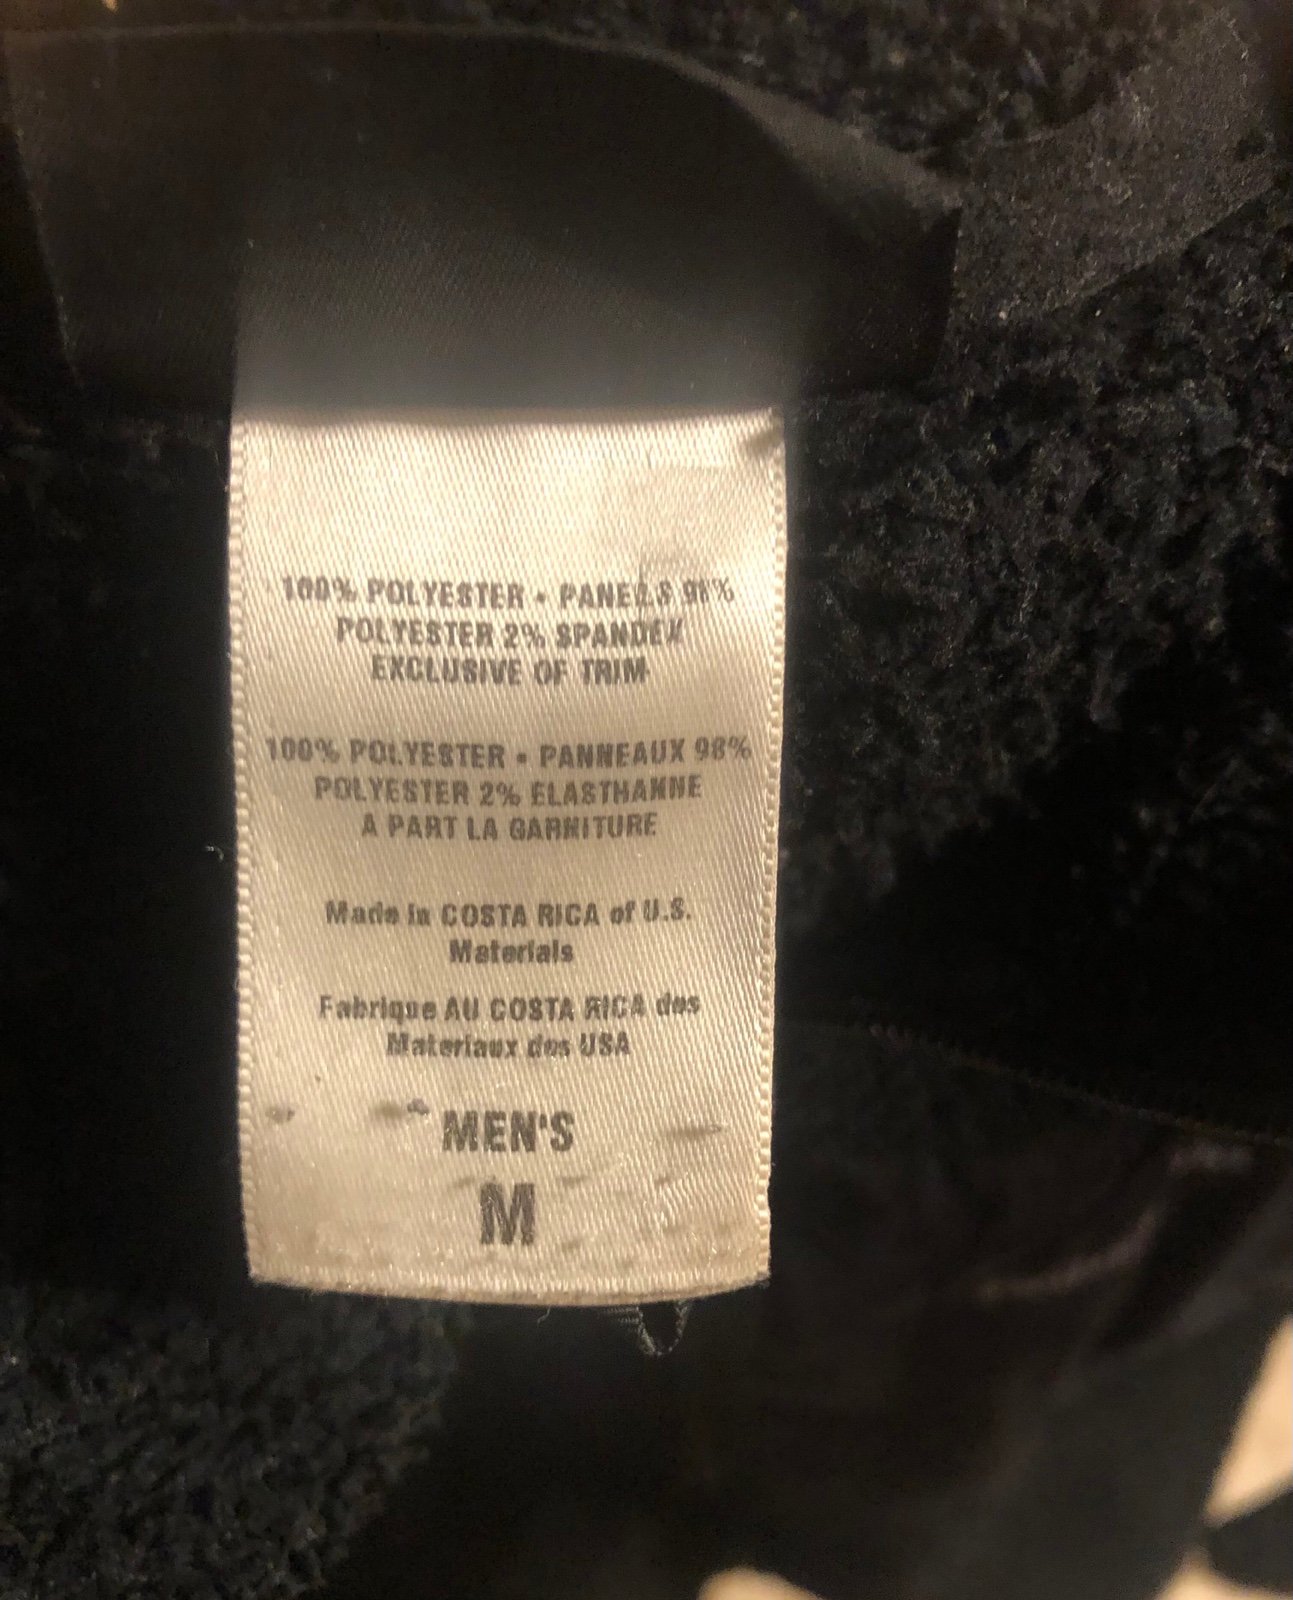 100% POLYESTER • PANELS 98%
POLYESTER 2% SPANDEX
EXCLUSIVE OF TRIM
100% POLYESTER • PANNEAUX 98%
POLYESTER 2% ELASTHANNE
A PART LA GARNITURE
Made in COSTA RICA of U.S.
Materials
Fabrique AU COSTA RICA des
Materiaux des USA
MEN'S
M